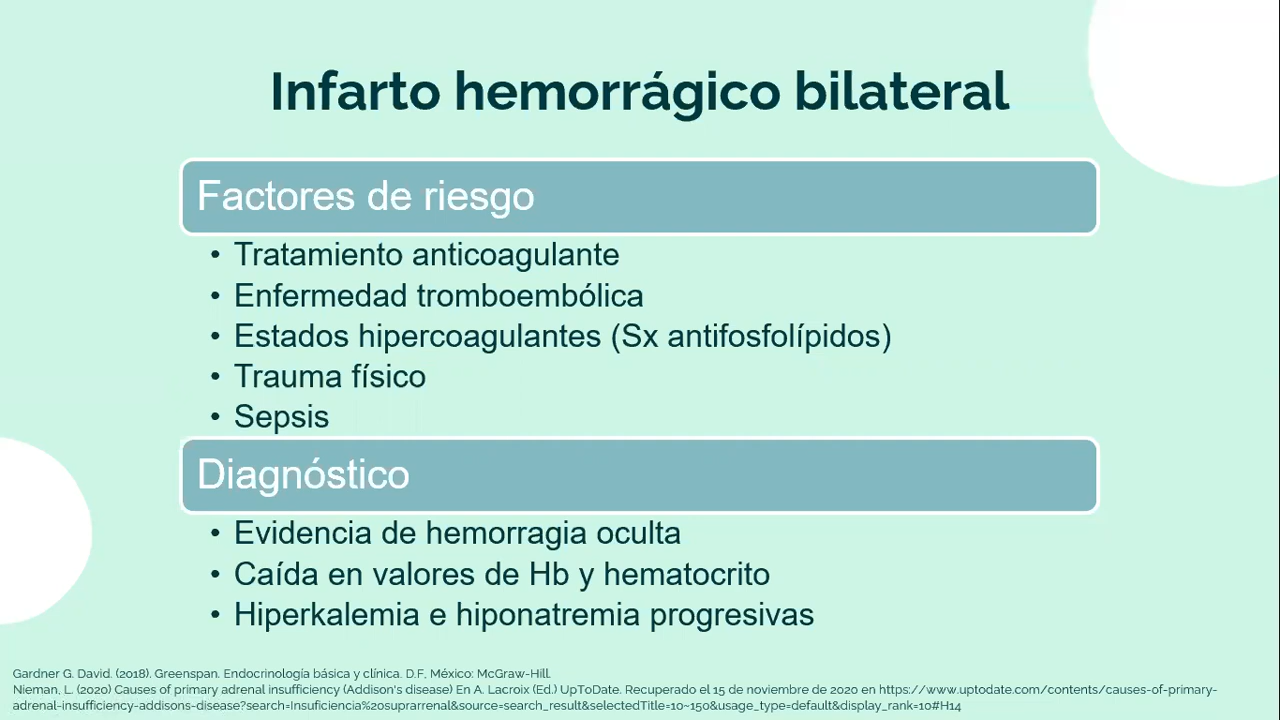 Infarto hemorrágico bilateral
Factores de riesgo
• Tratamiento anticoagulante
• Enfermedad tromboembólica
• Estados hipercoagulantes (Sx antifosfolípidos)
• Trauma físico
• Sepsis
Diagnóstico
• Evidencia de hemorragia oculta
• Caída en valores de Hb y hematocrito
• Hiperkalemia e hiponatremia progresivas
Gardner G. David. (2018). Greenspan. Endocrinología básica y clínica. D.F, México: McGraw-Hill.
Nieman, L. (2020) Causes of primary adrenal insufficiency (Addison's disease) En A. Lacroix (Ed.) UpToDate. Recuperado el 15 de noviembre de 2020 en https://www.uptodate.com/contents/causes-of-primary-
adrenal-insufficiency-addisons-disease?search=Insuficiencia%20suprarrenal&source=search_result&selectedTitle=10~150&usage_type=default&display_rank=10#H14